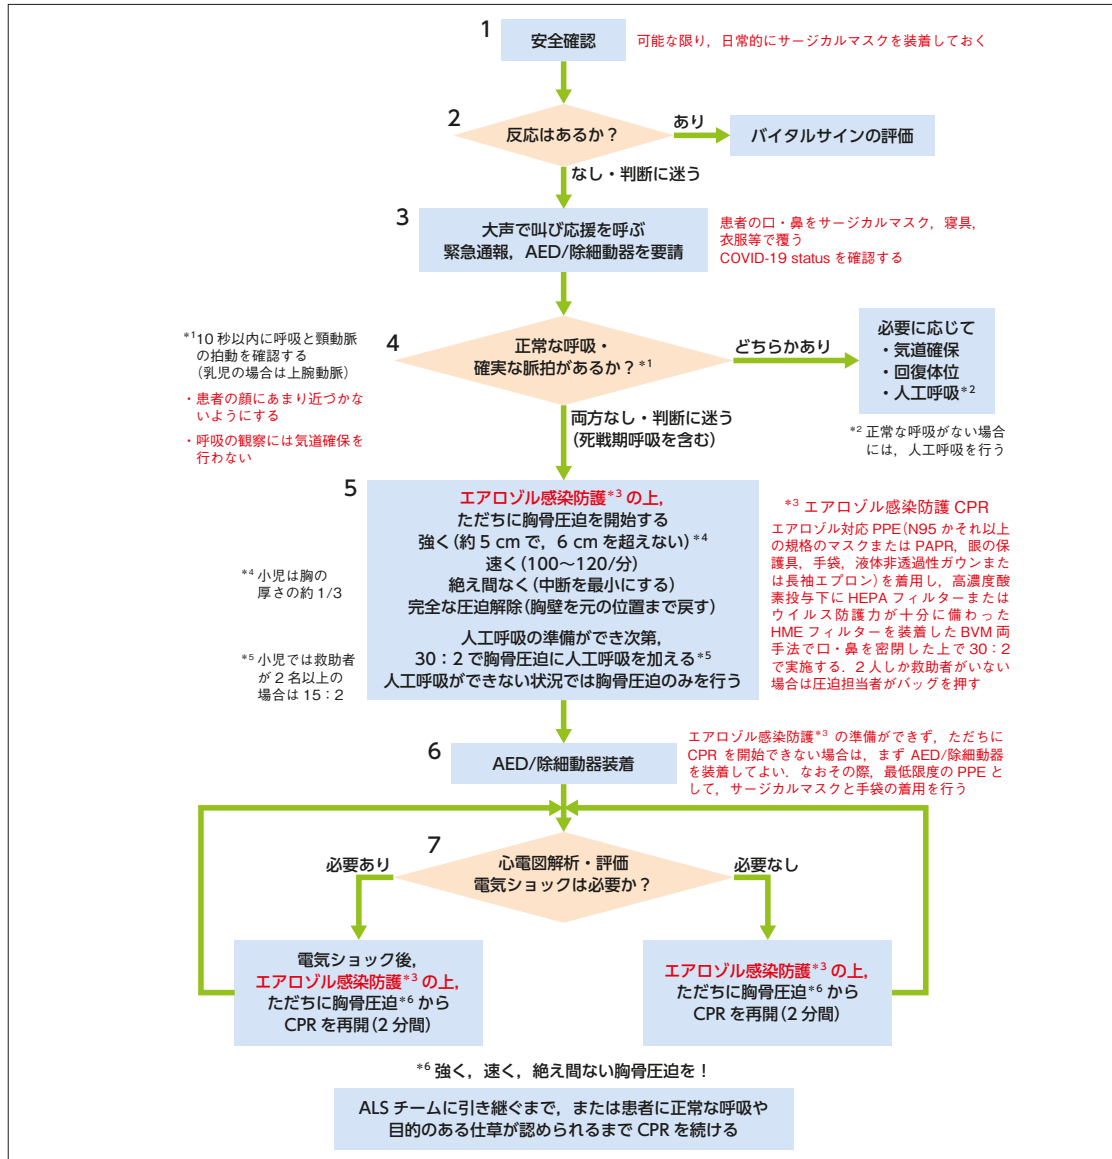 1
安全確認
可能な限り，日常的にサージカルマスクを装着しておく
2
反応はあるか？
あり
バイタルサインの評価
なし・判断に迷う
3
大声で叫び応援を呼ぶ
緊急通報，AED/除細動器を要請
患者の口・鼻をサージカルマスク，寝具，
衣服等で覆う
COVID-19 status を確認する
*1 10 秒以内に呼吸と頸動脈
の拍動を確認する
（乳児の場合は上腕動脈）
・患者の顔にあまり近づかな
いようにする
・呼吸の観察には気道確保を
行わない
4
正常な呼吸・
確実な脈拍があるか？*1
どちらかあり
必要に応じて
・気道確保
・回復体位
・人工呼吸*2
*2 正常な呼吸がない場合
には，人工呼吸を行う
両方なし・判断に迷う
（死戦期呼吸を含む）
5
エアロゾル感染防護*3 の上，
ただちに胸骨圧迫を開始する
強く（約 5 cm で，6 cm を超えない）*4
速く（100～120/分）
絶え間なく（中断を最小にする）
完全な圧迫解除（胸壁を元の位置まで戻す）
人工呼吸の準備ができ次第，
30：2 で胸骨圧迫に人工呼吸を加える*5
人工呼吸ができない状況では胸骨圧迫のみを行う
*4 小児は胸の
厚さの約 1/3
*5 小児では救助者
が 2 名以上の
場合は 15：2
*3 エアロゾル感染防護 CPR
エアロゾル対応 PPE（N95 かそれ以上
の規格のマスクまたは PAPR，眼の保
護具，手袋，液体非透過性ガウンまた
は長袖エプロン）を着用し，高濃度酸
素投与下に HEPA フィルターまたは
ウイルス防護力が十分に備わった
HME フィルターを装着した BVM 両
手法で口・鼻を密閉した上で 30：2
で実施する．2 人しか救助者がいない
場合は圧迫担当者がバッグを押す
6
AED/除細動器装着
エアロゾル感染防護*3 の準備ができず，ただちに
CPR を開始できない場合は，まず AED/除細動器
を装着してよい．なおその際，最低限度の PPE と
して，サージカルマスクと手袋の着用を行う
7
心電図解析・評価
電気ショックは必要か？
必要あり
必要なし
電気ショック後，
エアロゾル感染防護*3 の上，
ただちに胸骨圧迫*6 から
CPR を再開（2 分間）
エアロゾル感染防護*3 の上，
ただちに胸骨圧迫*6 から
CPR を再開（2 分間）
*6 強く，速く，絶え間ない胸骨圧迫を！
ALS チームに引き継ぐまで，または患者に正常な呼吸や
目的のある仕草が認められるまで CPR を続ける